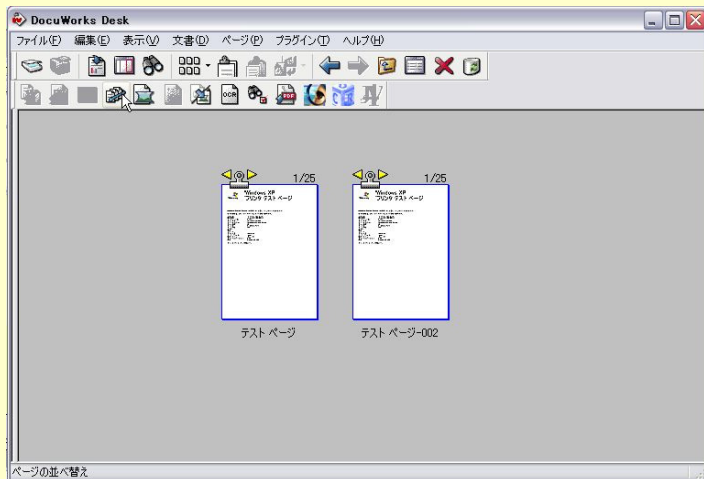 DocuWorks Desk
ファイル(F) 編集(E) 表示(V) 文書(D) ページ(P) プラグイン(T) ヘルプ(H)
OCR
PDF
1/25
1/25
Windows XP
プリンタ テスト ページ
Windows XP
プリンタ テスト ページ
テスト ページ
テスト ページ-002
ページの並べ替え